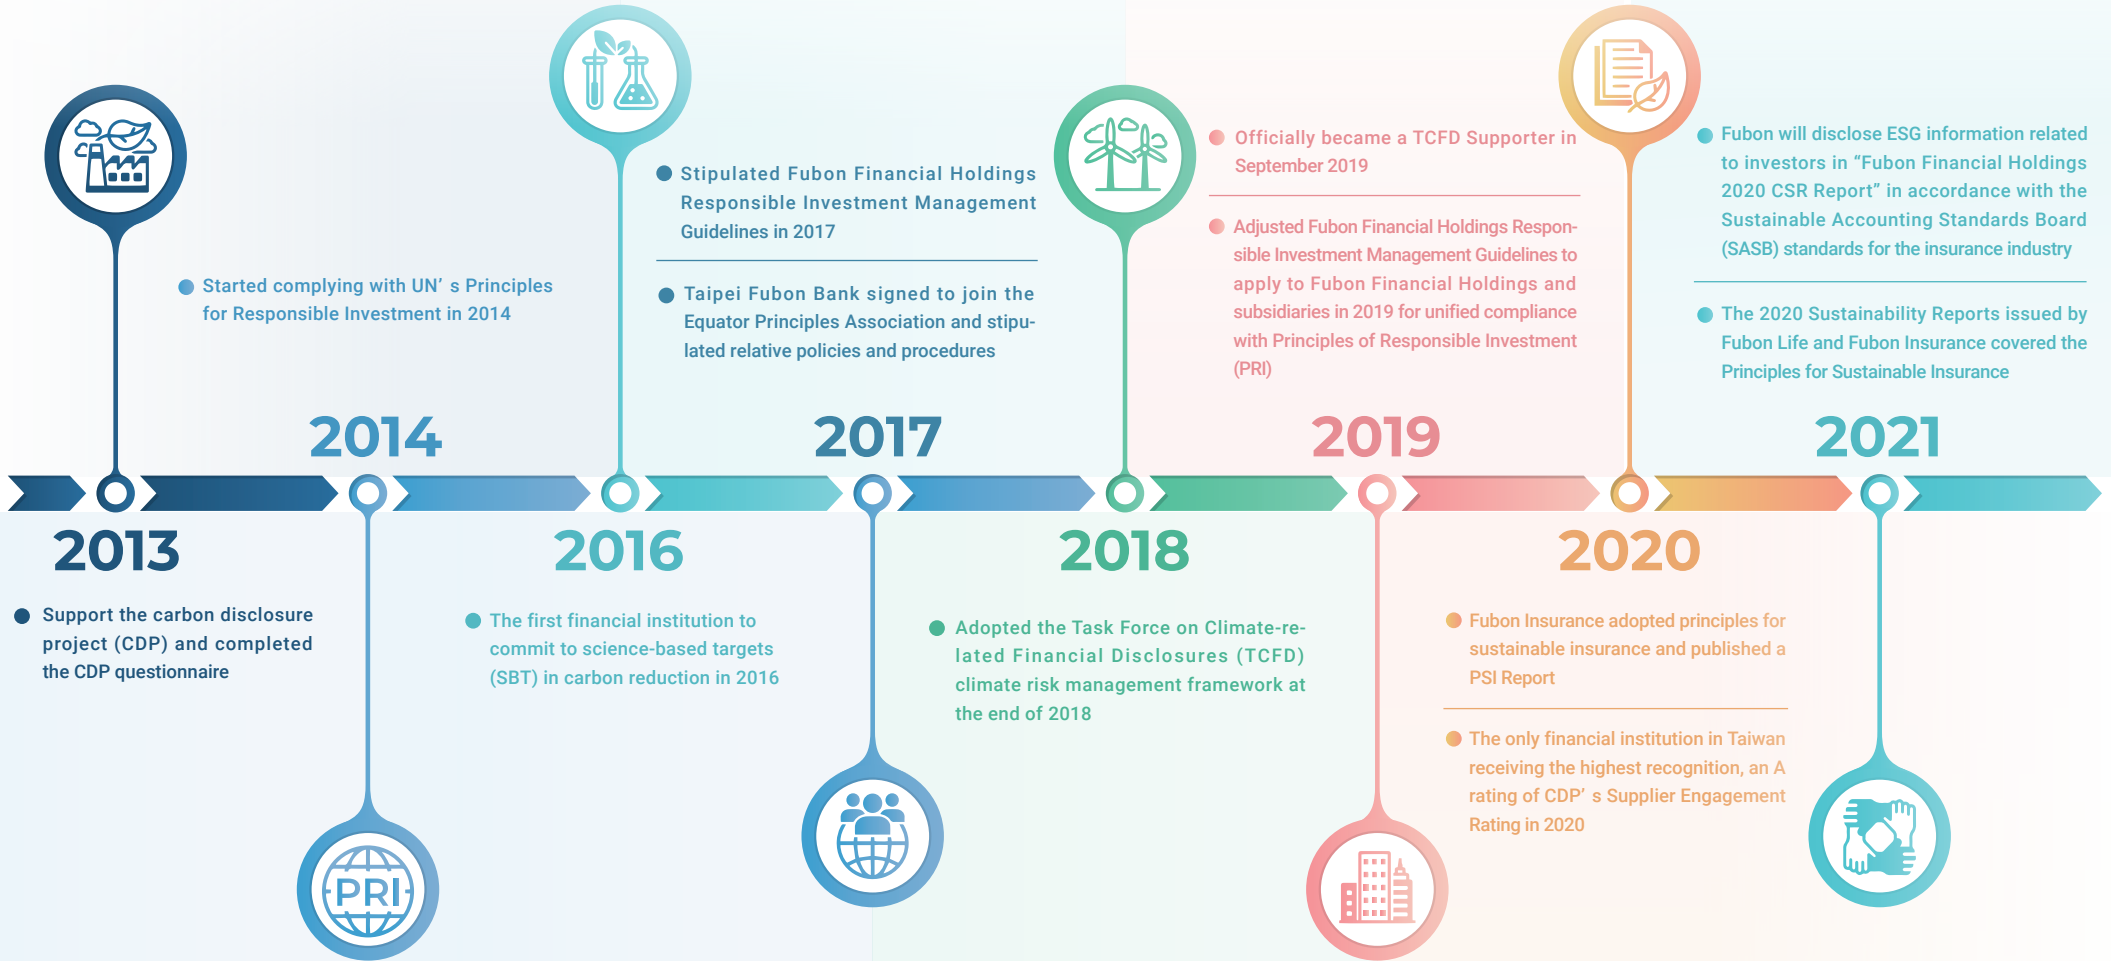 2013
Support the carbon disclosure
project (CDP) and completed
the CDP questionnaire
Started complying with UN’ s Principles
for Responsible Investment in 2014
2014
PRI
2016
The first financial institution to
commit to science-based targets
(SBT) in carbon reduction in 2016
Stipulated Fubon Financial Holdings
Responsible Investment Management
Guidelines in 2017
Taipei Fubon Bank signed to join the
Equator Principles Association and stipu-
lated relative policies and procedures
2017
2018
Adopted the Task Force on Climate-re-
lated Financial Disclosures (TCFD)
climate risk management framework at
the end of 2018
Officially became a TCFD Supporter in
September 2019
Adjusted Fubon Financial Holdings Respon-
sible Investment Management Guidelines to
apply to Fubon Financial Holdings and
subsidiaries in 2019 for unified compliance
with Principles of Responsible Investment
(PRI)
2019
2020
Fubon Insurance adopted principles for
sustainable insurance and published a
PSI Report
The only financial institution in Taiwan
receiving the highest recognition, an A
rating of CDP’ s Supplier Engagement
Rating in 2020
Fubon will disclose ESG information related
to investors in “Fubon Financial Holdings
2020 CSR Report” in accordance with the
Sustainable Accounting Standards Board
(SASB) standards for the insurance industry
The 2020 Sustainability Reports issued by
Fubon Life and Fubon Insurance covered the
Principles for Sustainable Insurance
2021